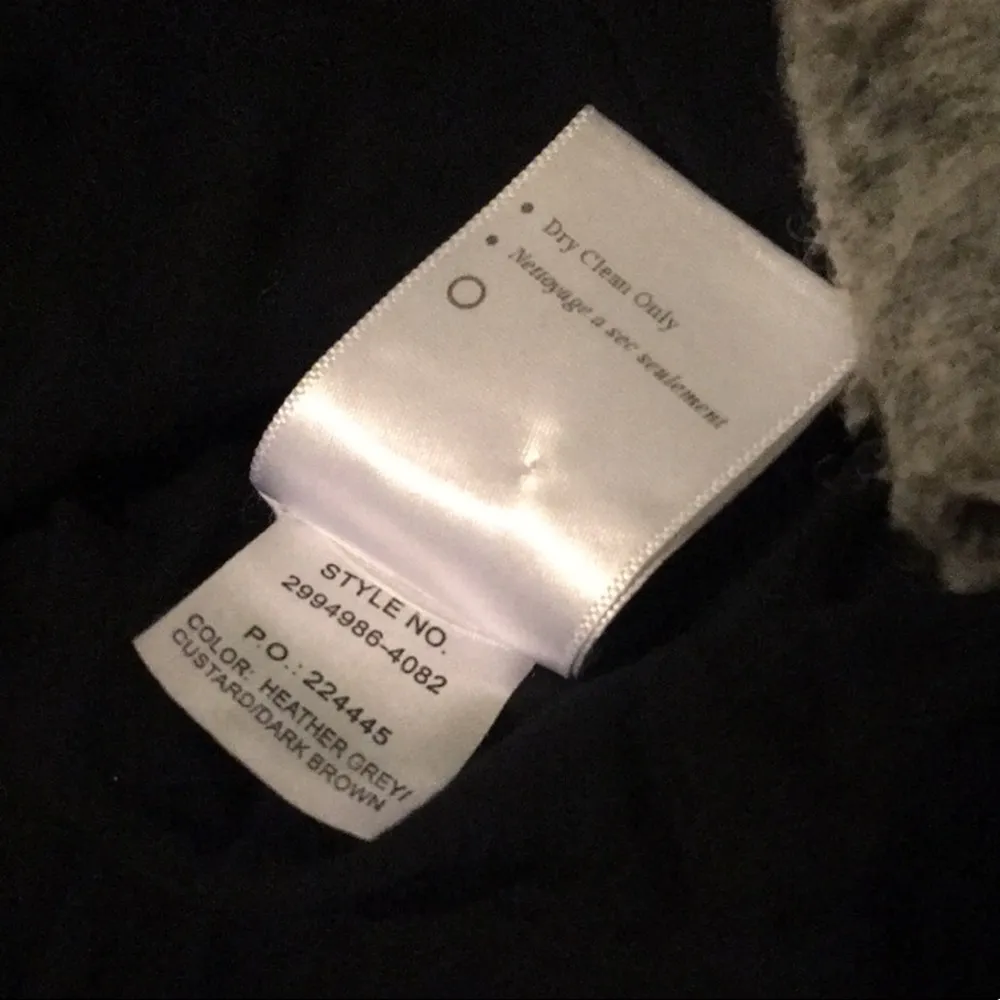 • Dry Clean Only
• Nettoyage a sec seulement
STYLE NO.
2994986-4082
P.O.: 224445
COLOR: HEATHER GREY/
CUSTARD/DARK BROWN